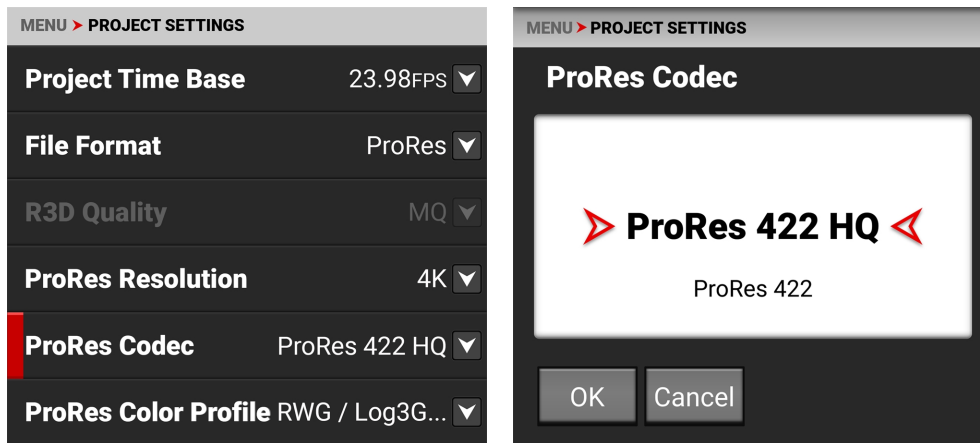 MENU > PROJECT SETTINGS
Project Time Base 23.98FPS
File Format ProRes
R3D Quality MQ
ProRes Resolution 4K
ProRes Codec ProRes 422 HQ
ProRes Color Profile RWG / Log3G...
MENU > PROJECT SETTINGS
ProRes Codec
ProRes 422 HQ
ProRes 422
OK Cancel